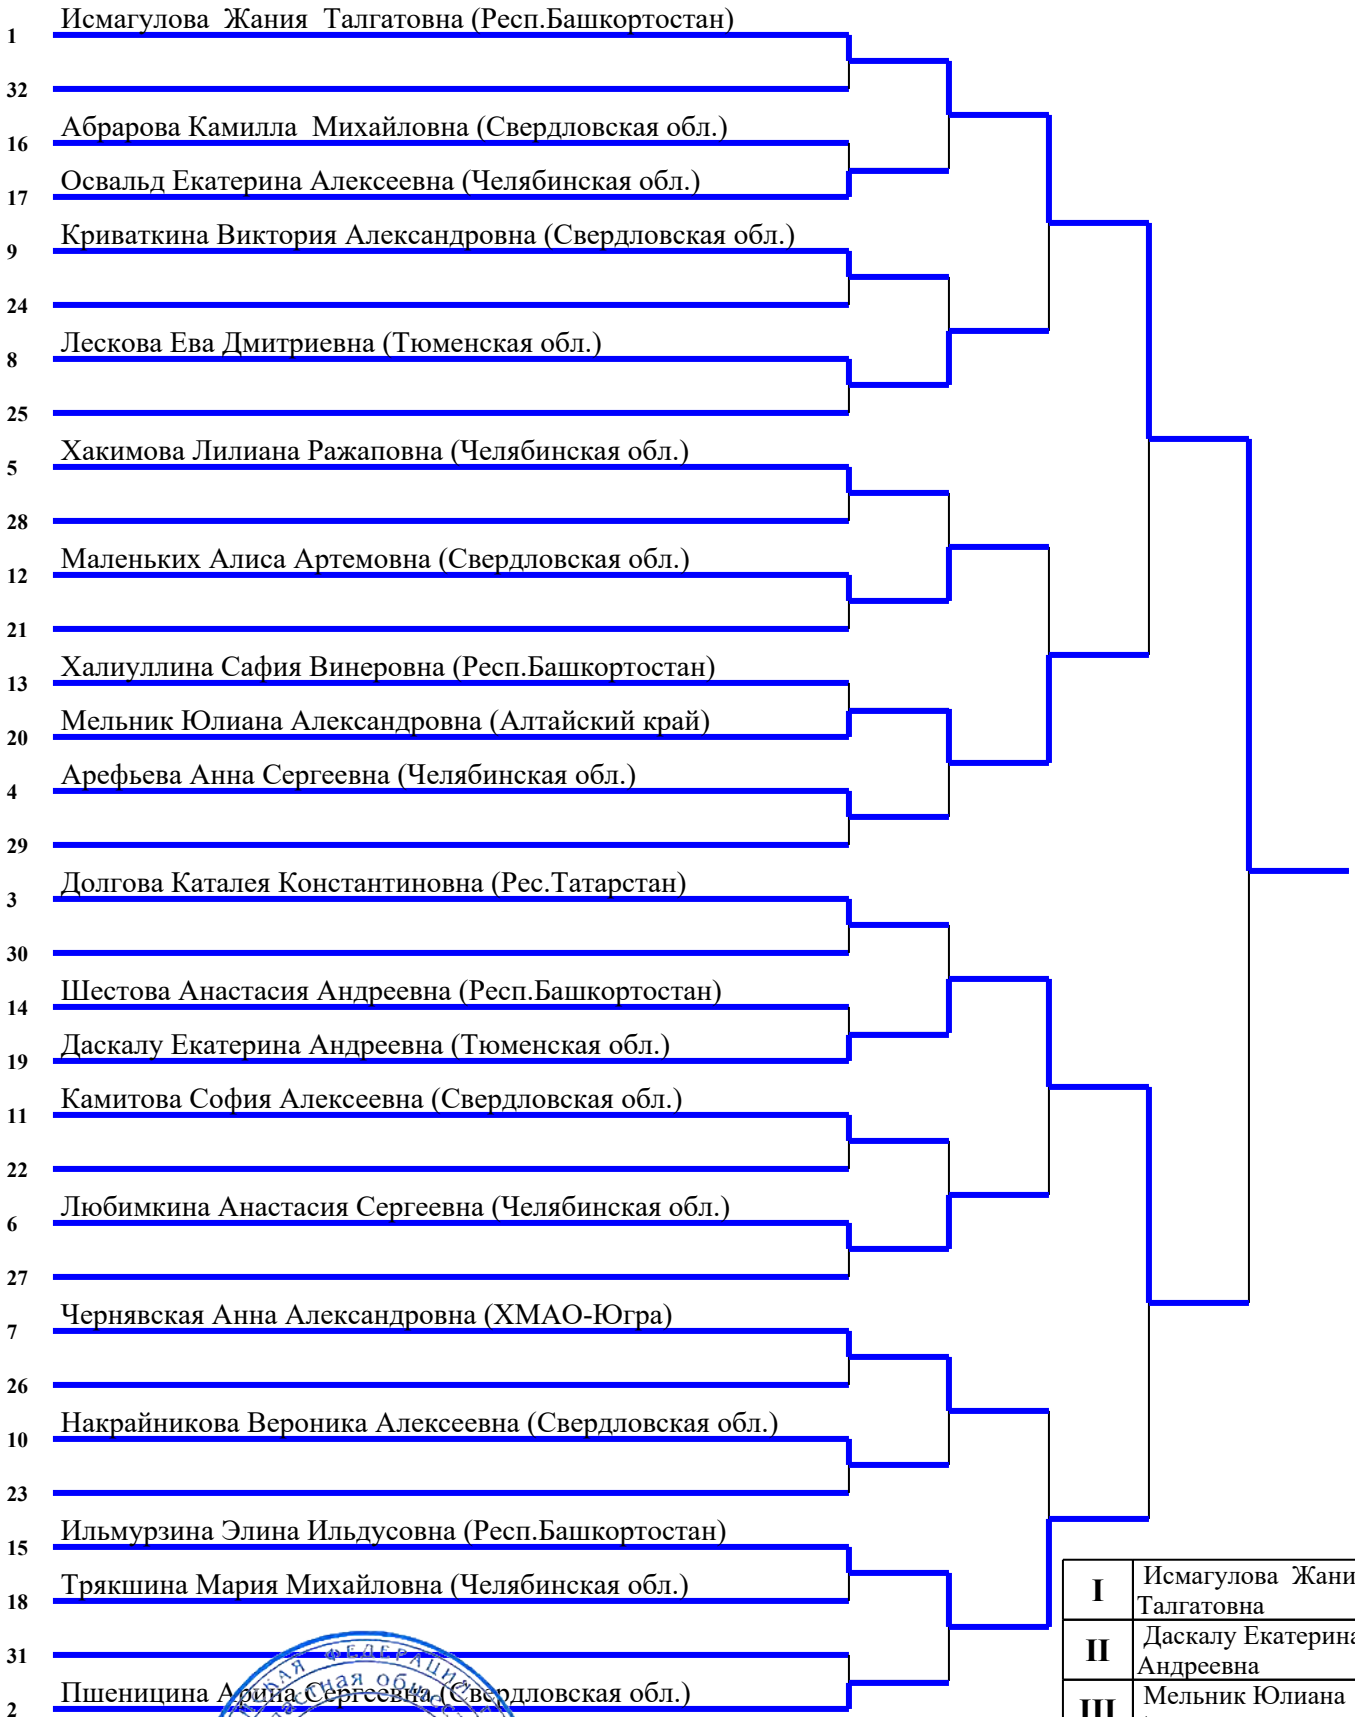 Исмагулова Жания Талгатовна (Респ.Башкортостан)
1
32
Абрарова Камилла Михайловна (Свердловская обл.)
16
Освальд Екатерина Алексеевна (Челябинская обл.)
17
Криваткина Виктория Александровна (Свердловская обл.)
9
24
Лескова Ева Дмитриевна (Тюменская обл.)
8
25
Хакимова Лилиана Ражаповна (Челябинская обл.)
5
28
Маленьких Алиса Артемовна (Свердловская обл.)
12
21
Халиуллина Сафия Винеровна (Респ.Башкортостан)
13
Мельник Юлиана Александровна (Алтайский край)
20
Арефьева Анна Сергеевна (Челябинская обл.)
4
29
Долгова Каталея Константиновна (Рес.Татарстан)
3
30
Шестова Анастасия Андреевна (Респ.Башкортостан)
14
Даскалу Екатерина Андреевна (Тюменская обл.)
19
Камитова София Алексеевна (Свердловская обл.)
11
22
Любимкина Анастасия Сергеевна (Челябинская обл.)
6
27
Чернявская Анна Александровна (ХМАО-Югра)
7
26
Накрайникова Вероника Алексеевна (Свердловская обл.)
10
23
Ильмурзина Элина Ильдусовна (Респ.Башкортостан)
15
Трякшина Мария Михайловна (Челябинская обл.)
18
31
Пшеницина Арина Сергеевна (Свердловская обл.)
2
I Исмагулова Жани
Талгатовна
II Даскалу Екатерина
Андреевна
III Мельник Юлиана